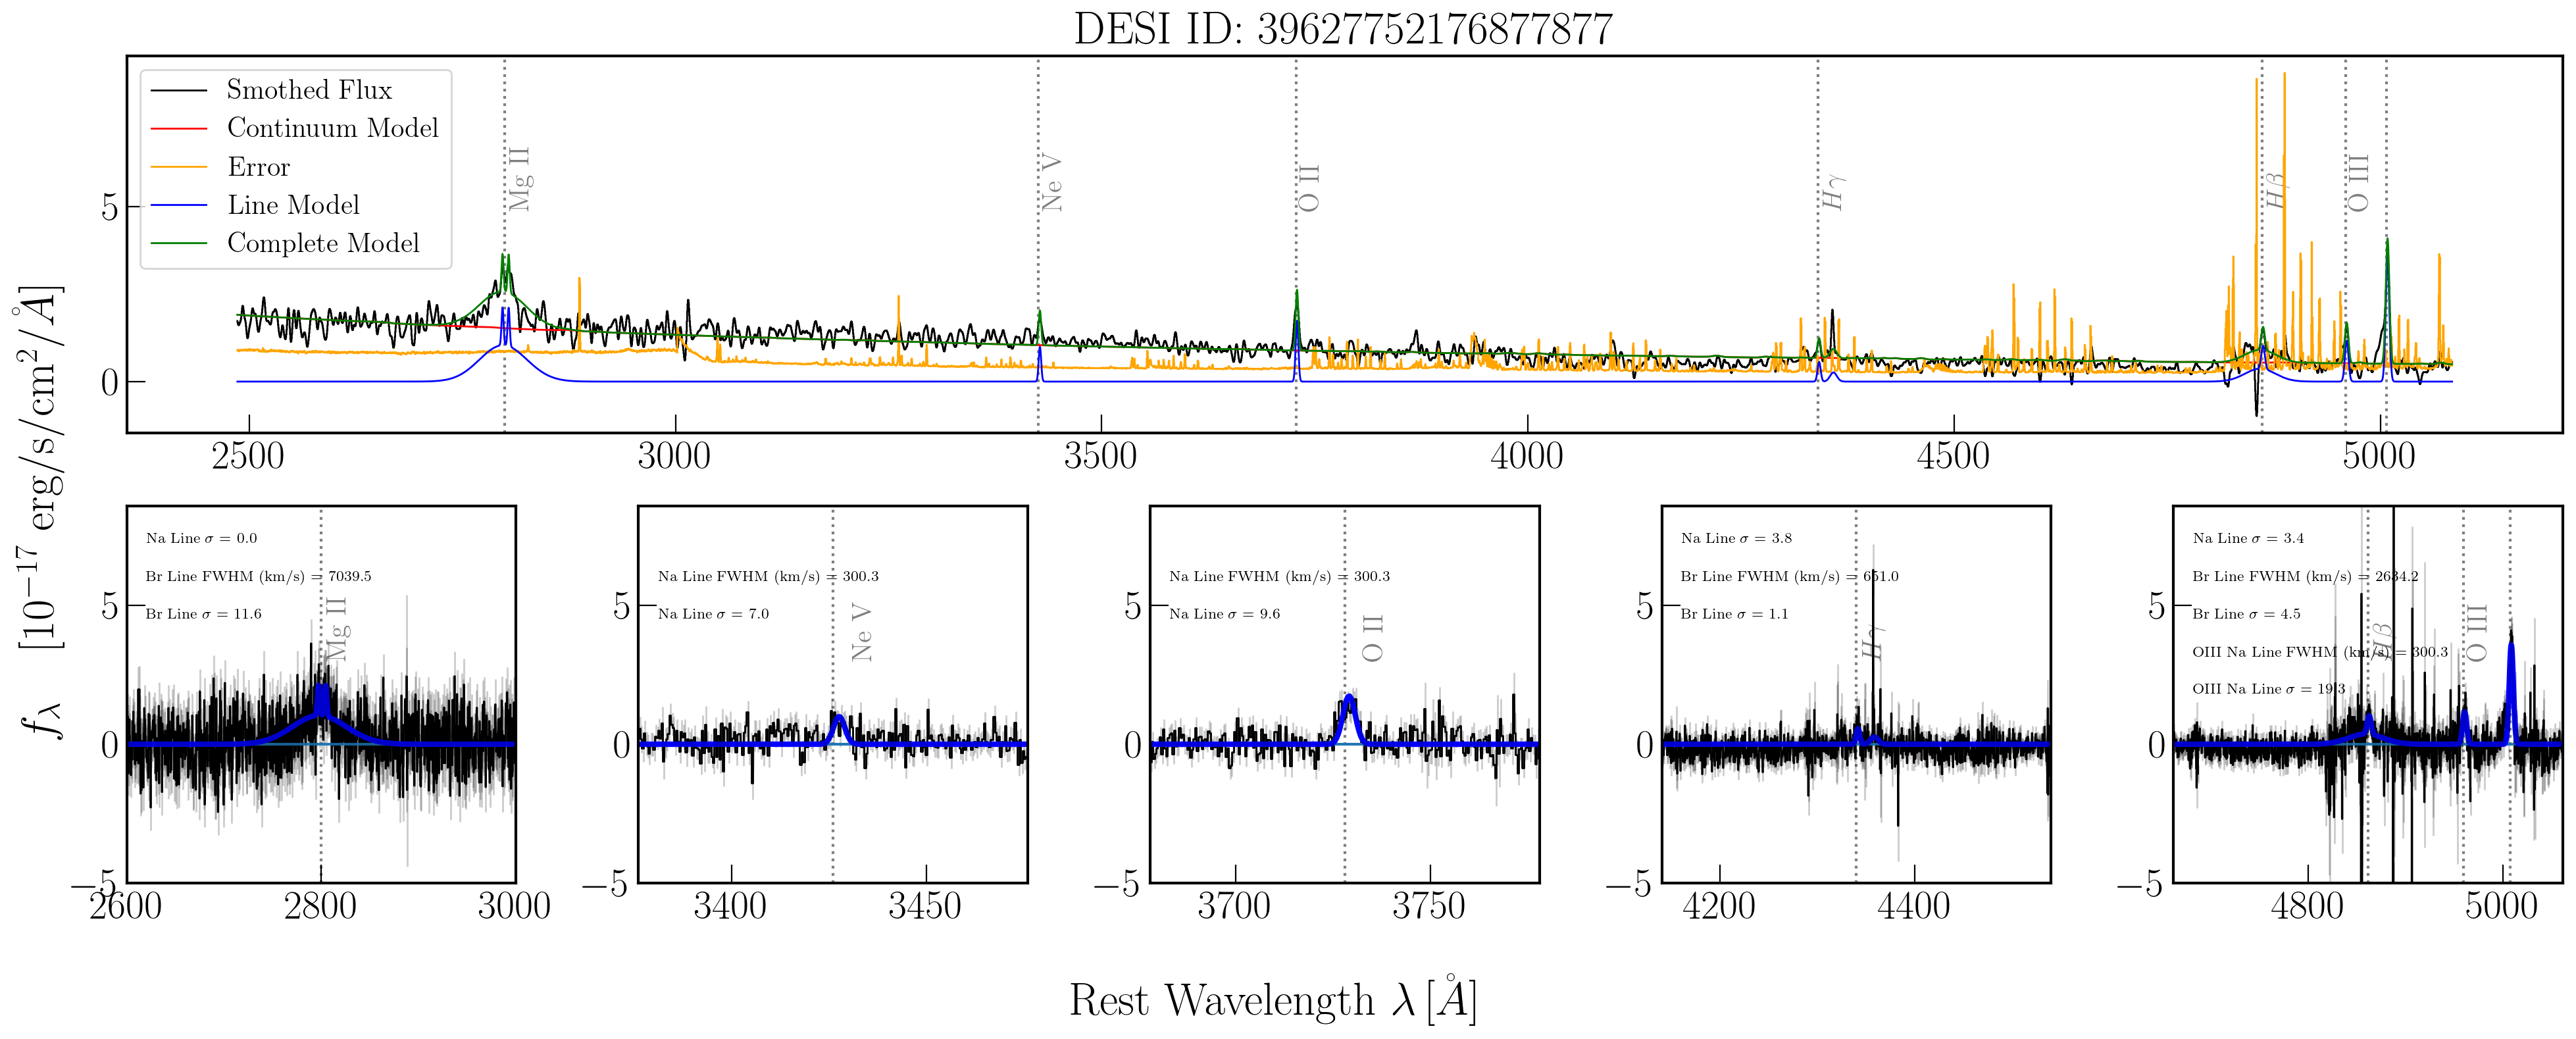 DESI ID: 39627752176877877
Smothed Flux
Continuum Model
Error
Line Model
Complete Model
Mg II
Ne V
O II
Hγ
Hβ
O III
5
0
2500 3000 3500 4000 4500 5000
f_λ [10^{-17} erg/s/cm^2/Å]
Na Line σ = 0.0
Br Line FWHM (km/s) = 7039.5
Br Line σ = 11.6
Mg II
5
0
−5
2600 2800 3000
Na Line FWHM (km/s) = 300.3
Na Line σ = 7.0
Ne V
5
0
−5
3400 3450
Na Line FWHM (km/s) = 300.3
Na Line σ = 9.6
O II
5
0
−5
3700 3750
Na Line σ = 3.8
Br Line FWHM (km/s) = 651.0
Br Line σ = 1.1
Hγ
5
0
−5
4200 4400
Na Line σ = 3.4
Br Line FWHM (km/s) = 2634.2
Br Line σ = 4.5
OIII Na Line FWHM (km/s) = 300.3
OIII Na Line σ = 19.3
Hβ
O III
5
0
−5
4800 5000
Rest Wavelength λ [Å]